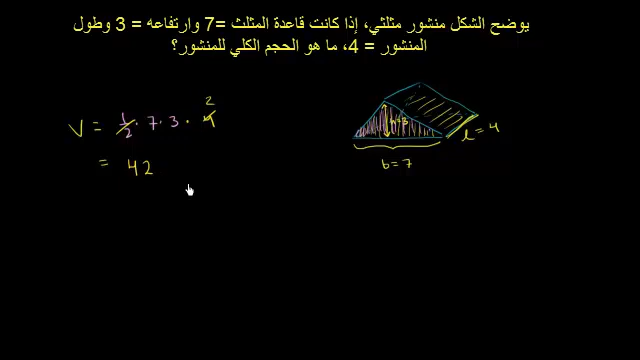 يوضح الشكل منشور مثلثي، إذا كانت قاعدة المثلث =7 وارتفاعه = 3 وطول
المنشور = 4، ما هو الحجم الكلي للمنشور؟
V = 1/2 · 7 · 3 · 4 2
= 42
h=3
l = 4
b = 7